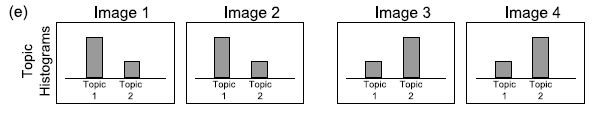 (e)
Image 1
Image 2
Image 3
Image 4
Topic
Histograms
Topic
1
Topic
2
Topic
1
Topic
2
Topic
1
Topic
2
Topic
1
Topic
2